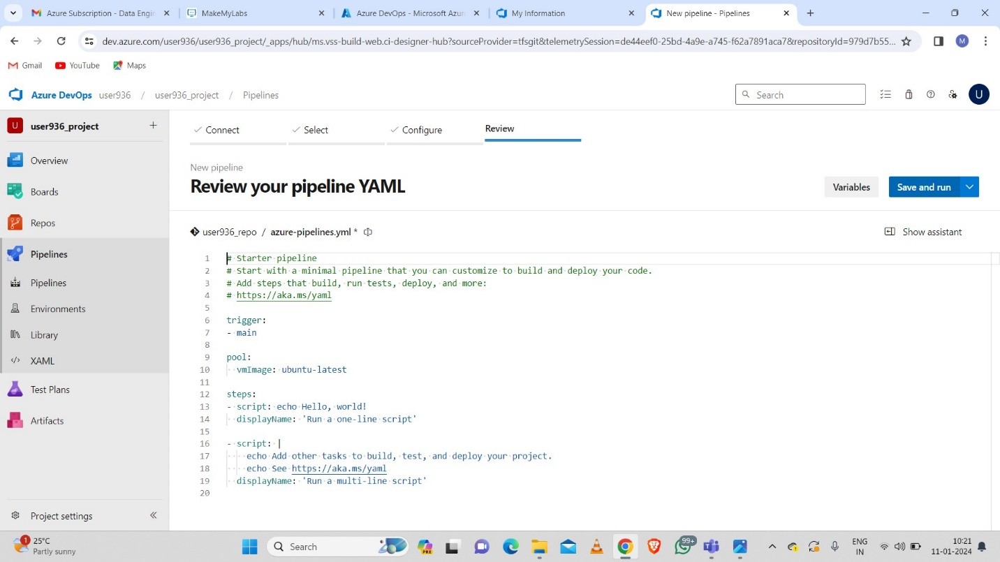 Azure Subscription - Data Engin
MakeMyLabs
Azure DevOps - Microsoft Azure
My Information
New pipeline - Pipelines
dev.azure.com/user936/user936_project/_apps/hub/ms.vss-build-web.ci-designer-hub?sourceProvider=tfsgit&telemetrySession=de44eef0-25bd-4a9e-a745-f62a7891aca7&repositoryId=979d7b55...
M
Gmail
YouTube
Maps
Azure DevOps user936 / user936_project / Pipelines
Search
U
U user936_project +
Overview
Boards
Repos
Pipelines
Pipelines
Environments
Library
XAML
Test Plans
Artifacts
Project settings
Connect
Select
Configure
Review
New pipeline
Review your pipeline YAML
Variables
Save and run
user936_repo / azure-pipelines.yml *
Show assistant
1 # Starter pipeline
2 # Start with a minimal pipeline that you can customize to build and deploy your code.
3 # Add steps that build, run tests, deploy, and more:
4 # https://aka.ms/yaml
5
6 trigger:
7 - main
8
9 pool:
10 vmImage: ubuntu-latest
11
12 steps:
13 - script: echo Hello, world!
14 displayName: 'Run a one-line script'
15
16 - script: |
17 echo Add other tasks to build, test, and deploy your project.
18 echo See https://aka.ms/yaml
19 displayName: 'Run a multi-line script'
20
1
25°C
Partly sunny
Search
PRE
99+
ENG
IN
10:21
11-01-2024